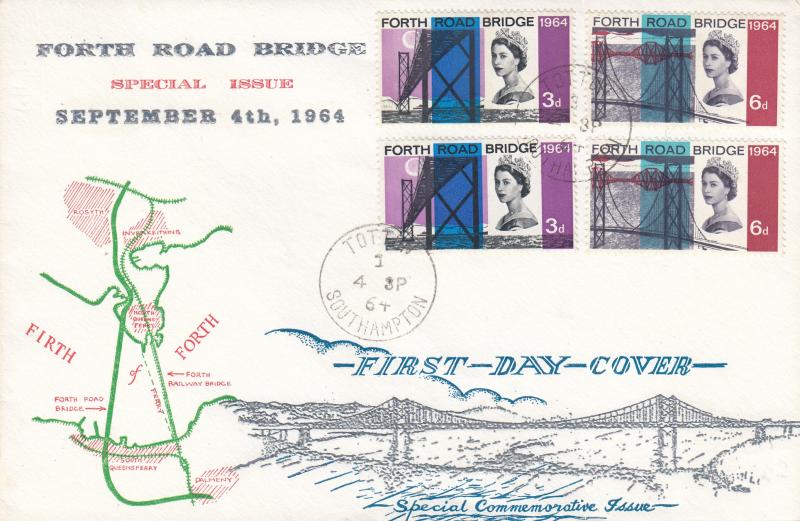 FORTH ROAD BRIDGE
SPECIAL ISSUE
SEPTEMBER 4th, 1964
FORTH ROAD BRIDGE 1964
3d
FORTH ROAD BRIDGE 1964
6d
FORTH ROAD BRIDGE 1964
3d
FORTH ROAD BRIDGE 1964
6d
TOTTON
4 SP
64
SOUTHAMPTON
ROSYTH
INVERKEITHING
NORTH
QUEENSFERRY
FIRTH
of
FORTH
FORTH
RAILWAY BRIDGE
FERRY
FORTH ROAD
BRIDGE
SOUTH
QUEENSFERRY
DALMENY
-FIRST-DAY-COVER-
-Special Commemorative Issue-